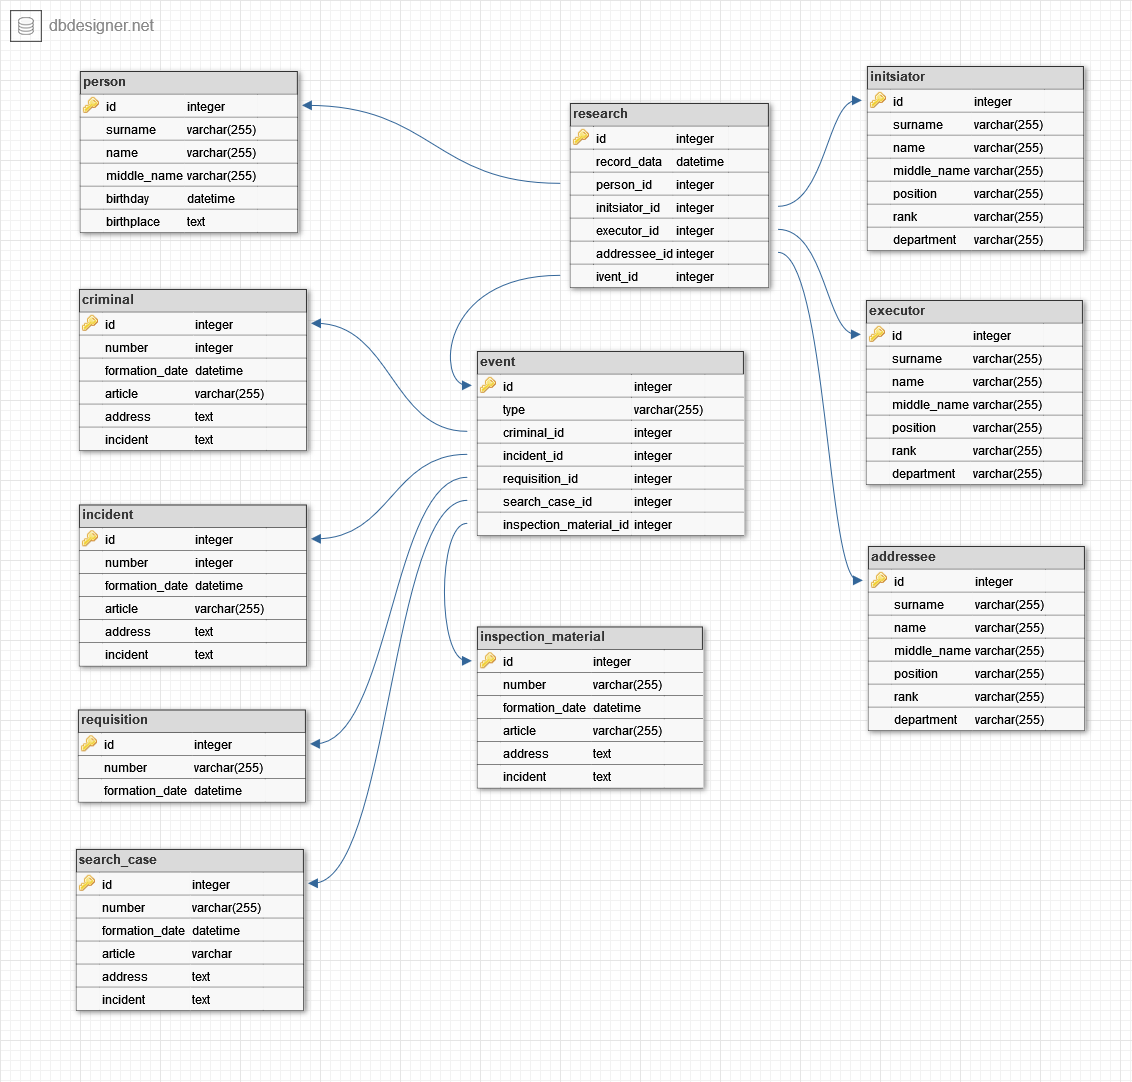 dbdesigner.net
person
id integer
surname varchar(255)
name varchar(255)
middle_name varchar(255)
birthday datetime
birthplace text
criminal
id integer
number integer
formation_date datetime
article varchar(255)
address text
incident text
incident
id integer
number integer
formation_date datetime
article varchar(255)
address text
incident text
requisition
id integer
number varchar(255)
formation_date datetime
search_case
id integer
number varchar(255)
formation_date datetime
article varchar
address text
incident text
research
id integer
record_data datetime
person_id integer
initsiator_id integer
executor_id integer
addressee_id integer
ivent_id integer
event
id integer
type varchar(255)
criminal_id integer
incident_id integer
requisition_id integer
search_case_id integer
inspection_material_id integer
inspection_material
id integer
number varchar(255)
formation_date datetime
article varchar(255)
address text
incident text
initsiator
id integer
surname varchar(255)
name varchar(255)
middle_name varchar(255)
position varchar(255)
rank varchar(255)
department varchar(255)
executor
id integer
surname varchar(255)
name varchar(255)
middle_name varchar(255)
position varchar(255)
rank varchar(255)
department varchar(255)
addressee
id integer
surname varchar(255)
name varchar(255)
middle_name varchar(255)
position varchar(255)
rank varchar(255)
department varchar(255)